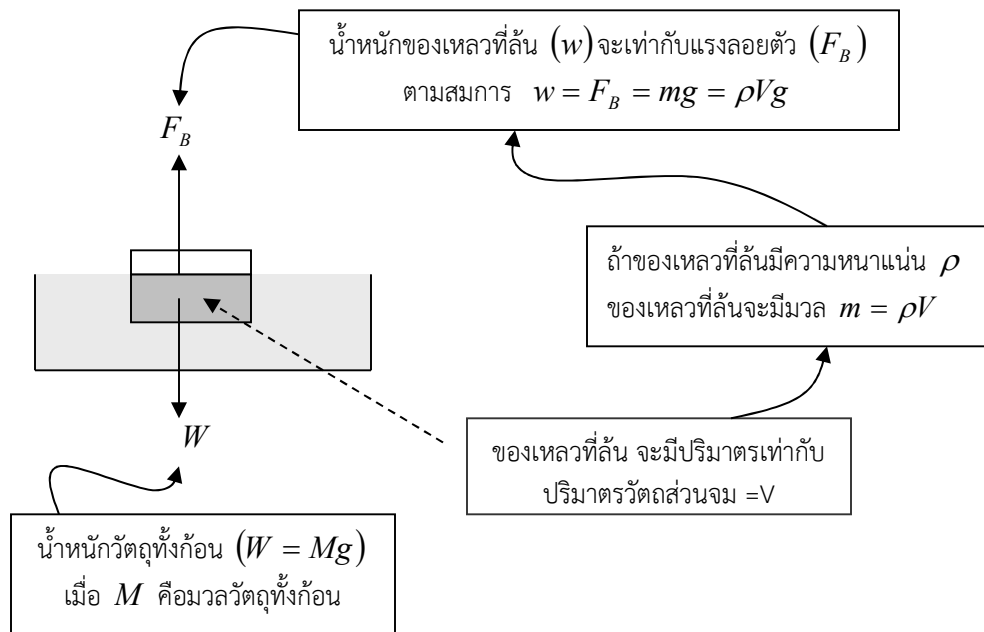 น้ำหนักของเหลวที่ล้น (w) จะเท่ากับแรงลอยตัว (F_B)
ตามสมการ w = F_B = mg = ρVg
F_B
ถ้าของเหลวที่ล้นมีความหนาแน่น ρ
ของเหลวที่ล้นจะมีมวล m = ρV
W
ของเหลวที่ล้น จะมีปริมาตรเท่ากับ
ปริมาตรวัตถุส่วนจม =V
น้ำหนักวัตถุทั้งก้อน (W = Mg)
เมื่อ M คือมวลวัตถุทั้งก้อน